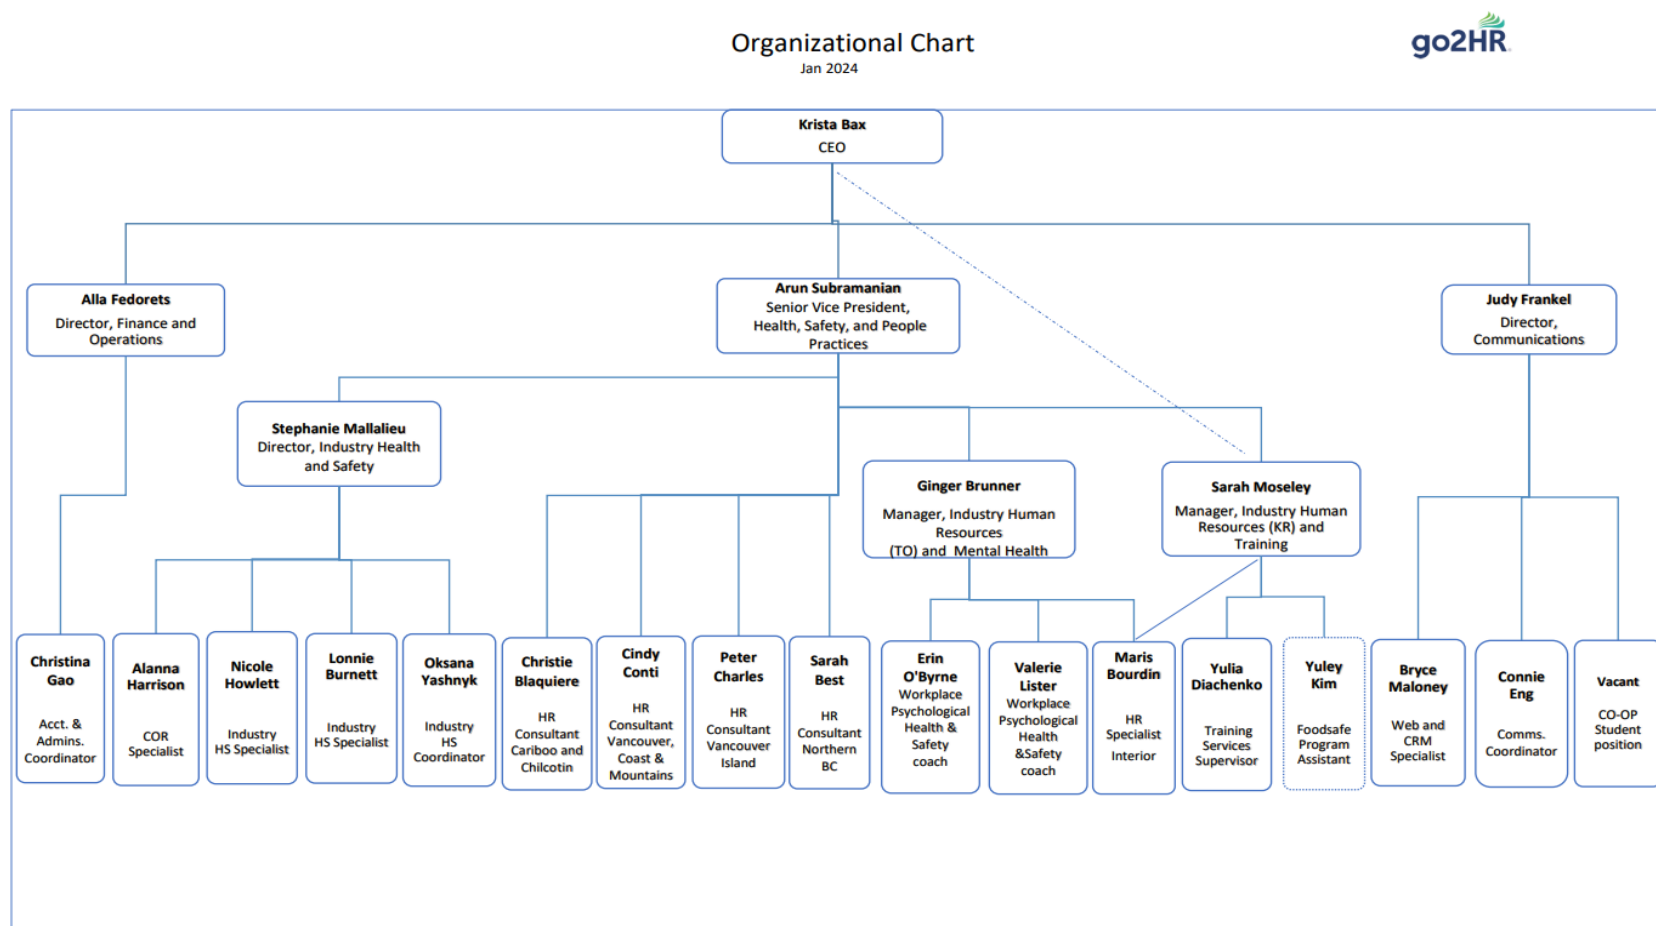 Organizational Chart
Jan 2024
go2HR
Krista Bax
CEO
Alla Fedorets
Director, Finance and
Operations
Arun Subramanian
Senior Vice President,
Health, Safety, and People
Practices
Judy Frankel
Director,
Communications
Stephanie Mallalieu
Director, Industry Health
and Safety
Ginger Brunner
Manager, Industry Human
Resources
(TO) and Mental Health
Sarah Moseley
Manager, Industry Human
Resources (KR) and
Training
Christina
Gao
Acct. &
Admins.
Coordinator
Alanna
Harrison
COR
Specialist
Nicole
Howlett
Industry
HS Specialist
Lonnie
Burnett
Industry
HS Specialist
Oksana
Yashnyk
Industry
HS
Coordinator
Christie
Blaquiere
HR
Consultant
Cariboo and
Chilcotin
Cindy
Conti
HR
Consultant
Vancouver,
Coast &
Mountains
Peter
Charles
HR
Consultant
Vancouver
Island
Sarah
Best
HR
Consultant
Northern
BC
Erin
O'Byrne
Workplace
Psychological
Health &
Safety
coach
Valerie
Lister
Workplace
Psychological
Health
&Safety
coach
Maris
Bourdin
HR
Specialist
Interior
Yulia
Diachenko
Training
Services
Supervisor
Yuley
Kim
Foodsafe
Program
Assistant
Bryce
Maloney
Web and
CRM
Specialist
Connie
Eng
Comms.
Coordinator
Vacant
CO-OP
Student
position